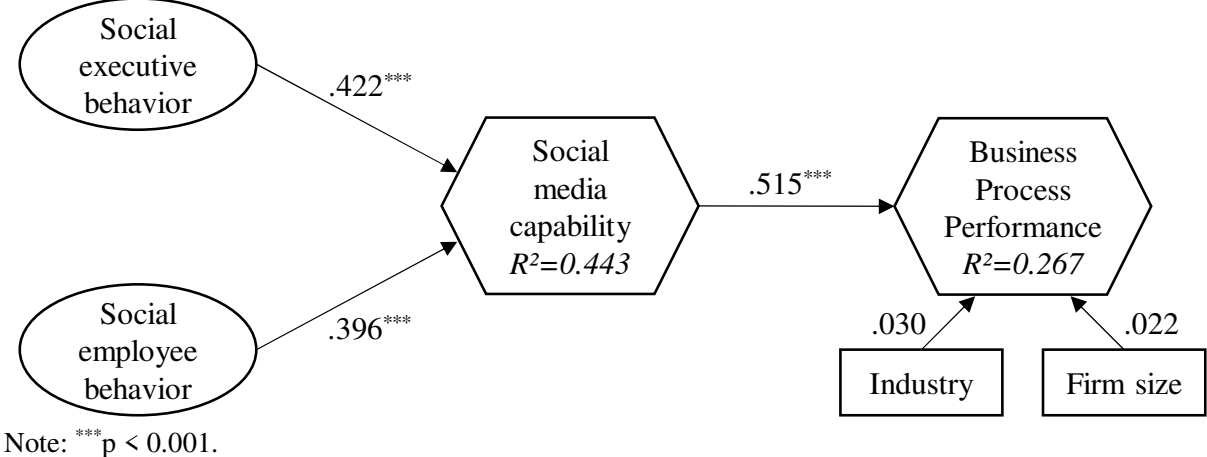 Social
executive
behavior
.422***
Social
media
capability
R²=0.443
.515***
Business
Process
Performance
R²=0.267
Social
employee
behavior
.396***
.030
.022
Industry
Firm size
Note: ***p < 0.001.